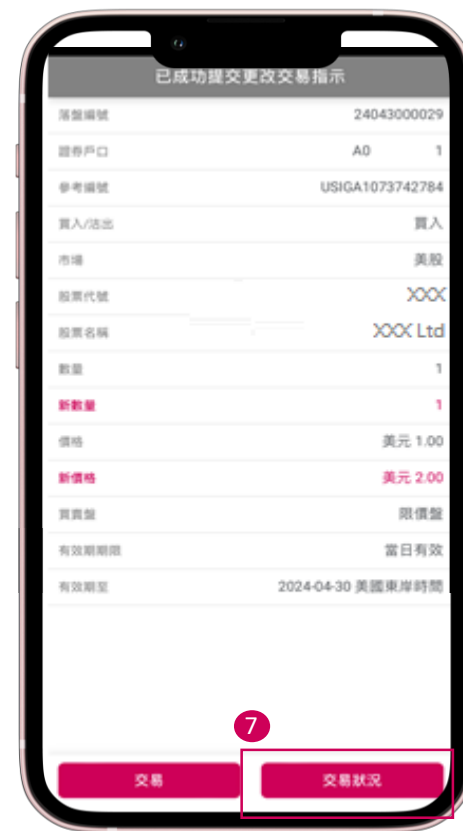 已成功提交更改交易指示
落盤編號 24043000029
證券戶口 A0 1
參考編號 USIGA1073742784
買入/沽出 買入
市場 美股
股票代號 XXX
股票名稱 XXX Ltd
數量 1
新數量 1
價格 美元 1.00
新價格 美元 2.00
買賣盤 限價盤
有效期期限 當日有效
有效期至 2024-04-30 美國東岸時間
7
交易 交易狀況